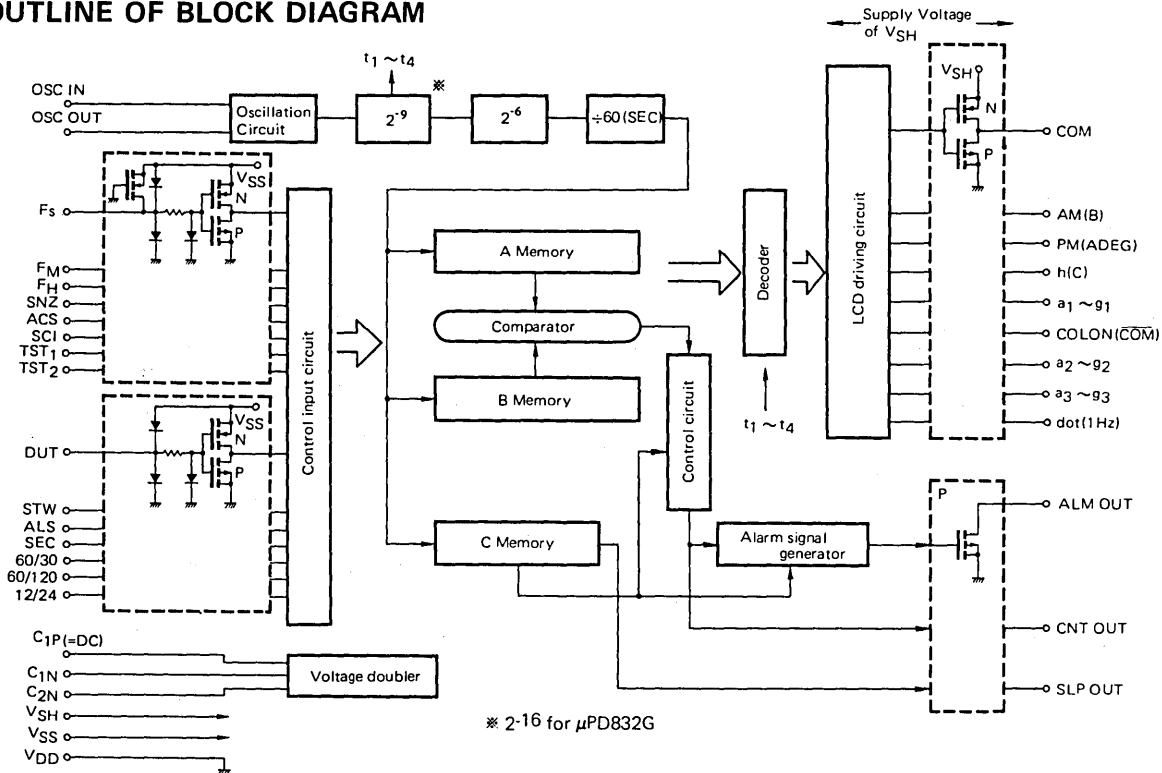 OUTLINE OF BLOCK DIAGRAM
Supply Voltage
of VSH
t1 ~ t4
※
OSC IN
OSC OUT
Oscillation
Circuit
2-9
2-6
÷60(SEC)
VSH
N
P
COM
VSS
N
P
FS
FM
FH
SNZ
ACS
SCI
TST1
TST2
Control input circuit
A Memory
Comparator
B Memory
Decoder
t1 ~ t4
LCD driving circuit
AM(B)
PM(ADEG)
h(C)
a1 ~ g1
COLON(C̅O̅M̅)
a2 ~ g2
a3 ~ g3
dot(1Hz)
VSS
N
P
DUT
STW
ALS
SEC
60/30
60/120
12/24
Control circuit
C Memory
Alarm signal
generator
P
ALM OUT
CNT OUT
SLP OUT
C1P(=DC)
C1N
C2N
VSH
VSS
VDD
Voltage doubler
※ 2-16 for μPD832G